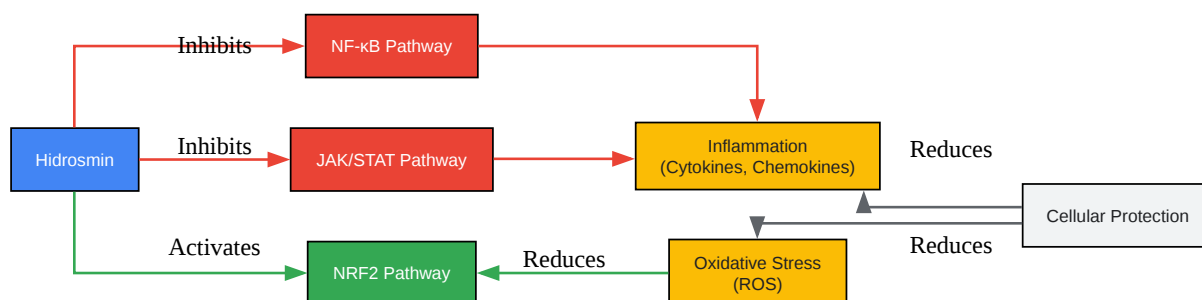 Inhibits
NF-κB Pathway
Hidrosmin
Inhibits
JAK/STAT Pathway
Inflammation
(Cytokines, Chemokines)
Reduces
Cellular Protection
Activates
NRF2 Pathway
Reduces
Oxidative Stress
(ROS)
Reduces